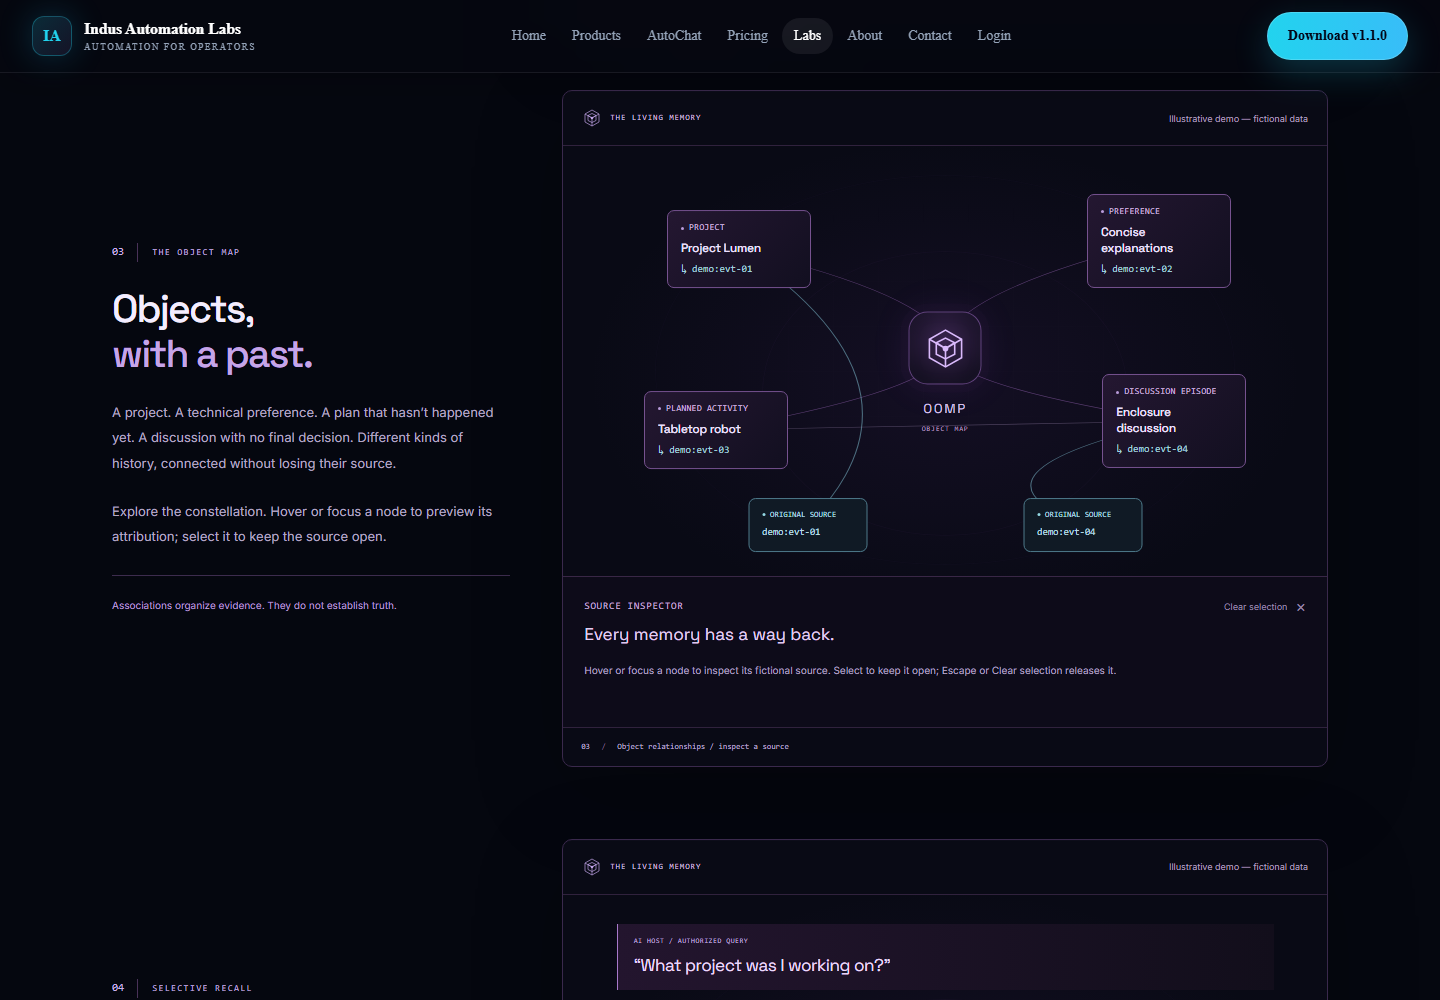 IA
Indus Automation Labs
AUTOMATION FOR OPERATORS
Home
Products
AutoChat
Pricing
Labs
About
Contact
Login
Download v1.1.0
03
THE OBJECT MAP
Objects,
with a past.
A project. A technical preference. A plan that hasn’t happened
yet. A discussion with no final decision. Different kinds of
history, connected without losing their source.
Explore the constellation. Hover or focus a node to preview its
attribution; select it to keep the source open.
Associations organize evidence. They do not establish truth.
THE LIVING MEMORY
Illustrative demo — fictional data
• PROJECT
Project Lumen
↳ demo:evt-01
• PREFERENCE
Concise
explanations
↳ demo:evt-02
OOMP
OBJECT MAP
• PLANNED ACTIVITY
Tabletop robot
↳ demo:evt-03
• DISCUSSION EPISODE
Enclosure
discussion
↳ demo:evt-04
• ORIGINAL SOURCE
demo:evt-01
• ORIGINAL SOURCE
demo:evt-04
SOURCE INSPECTOR
Clear selection ✕
Every memory has a way back.
Hover or focus a node to inspect its fictional source. Select to keep it open; Escape or Clear selection releases it.
03 / Object relationships / inspect a source
THE LIVING MEMORY
Illustrative demo — fictional data
AI HOST / AUTHORIZED QUERY
“What project was I working on?”
04
SELECTIVE RECALL